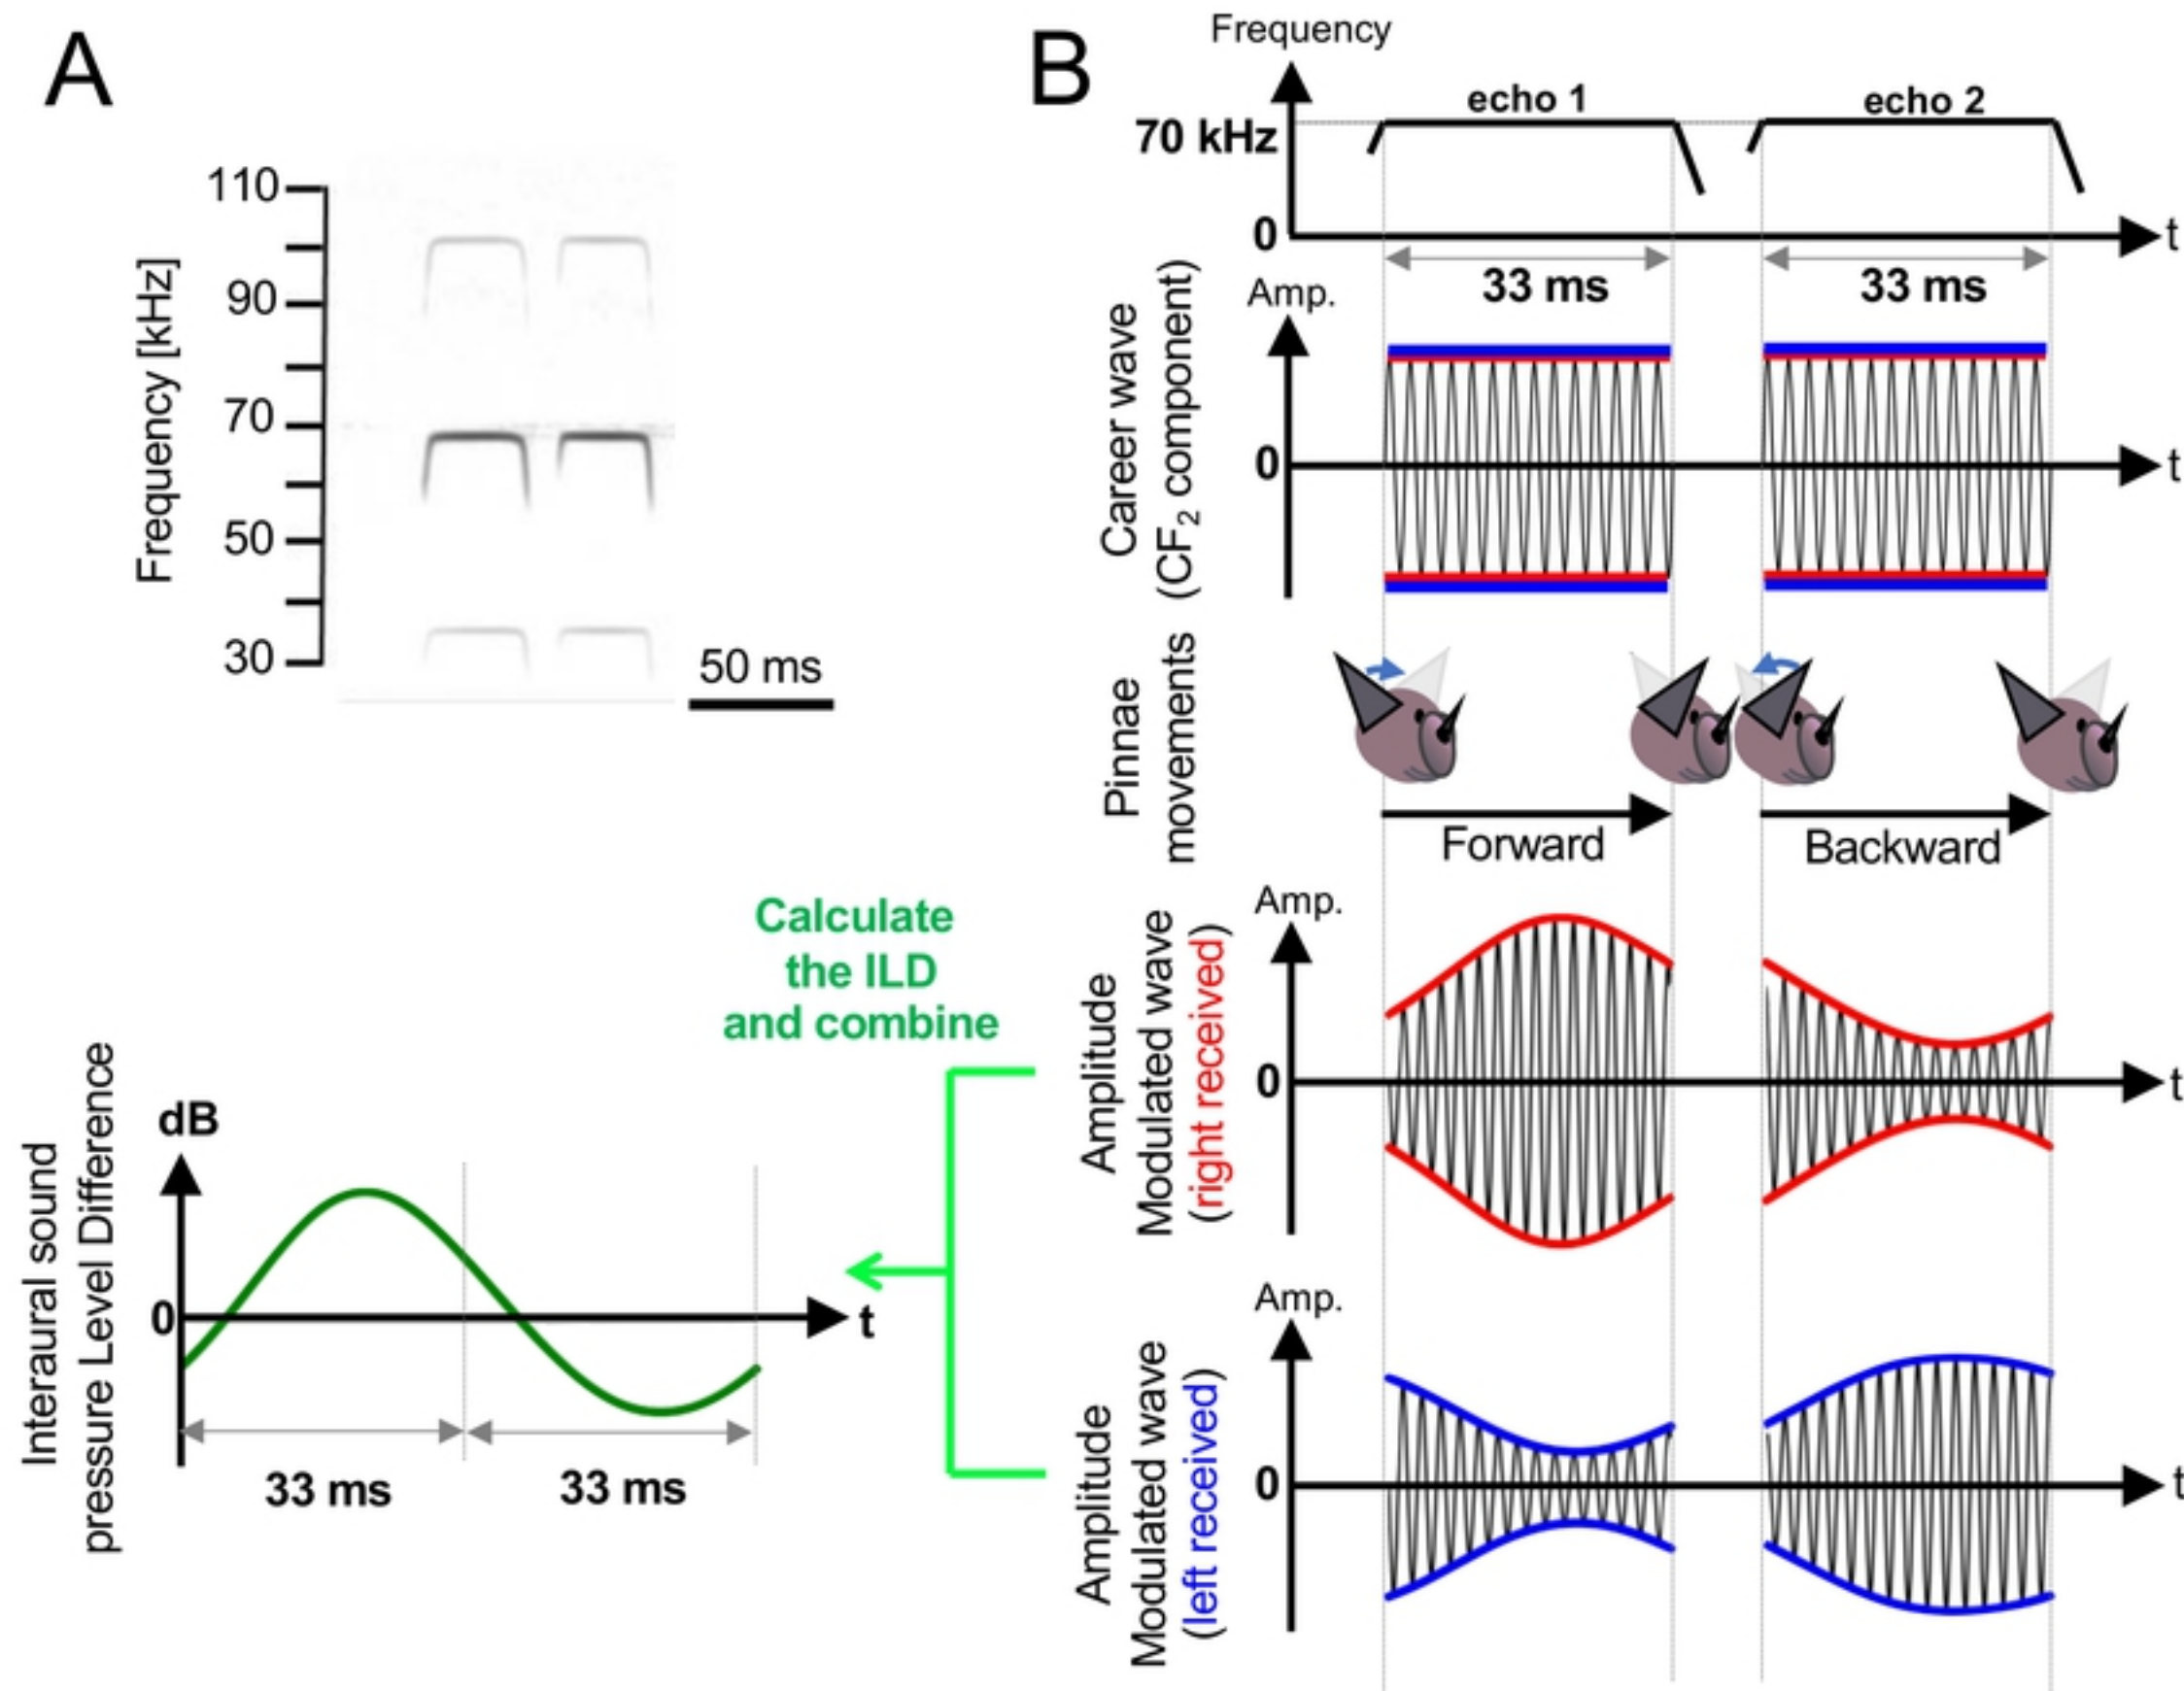 A
110
90
70
50
30
Frequency [kHz]
50 ms
B
Frequency
70 kHz
echo 1
echo 2
0
t
33 ms
33 ms
Career wave
(CF2 component)
Amp.
0
t
Pinnae
movements
Forward
Backward
Amplitude
Modulated wave
(right received)
Amp.
0
t
Amplitude
Modulated wave
(left received)
Amp.
0
t
Calculate
the ILD
and combine
Interaural sound
pressure Level Difference
dB
0
t
33 ms
33 ms